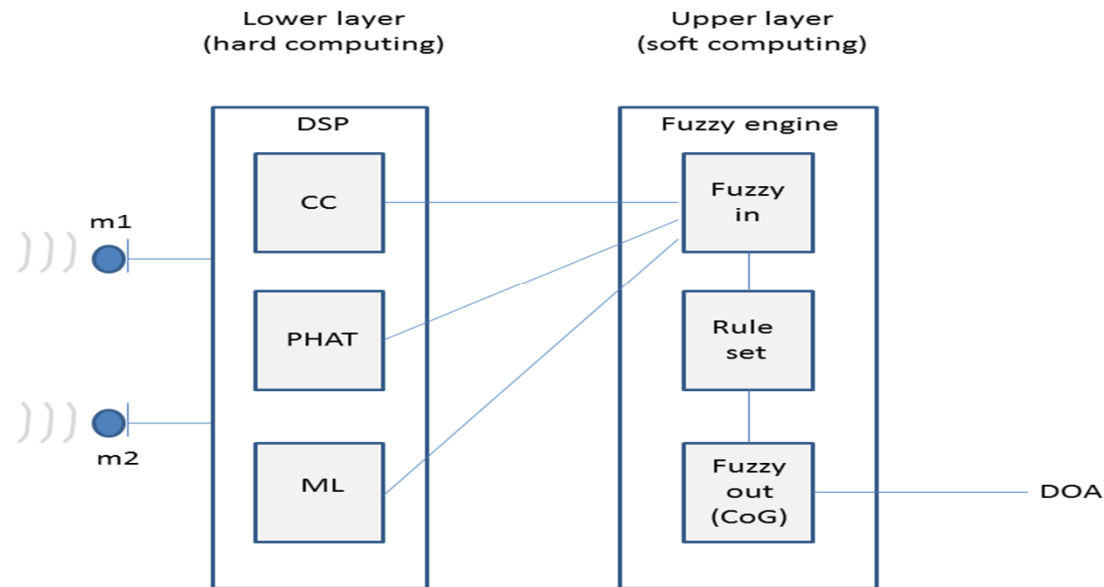 Lower layer
(hard computing)
Upper layer
(soft computing)
DSP
CC
PHAT
ML
m1
m2
Fuzzy engine
Fuzzy
in
Rule
set
Fuzzy
out
(CoG)
DOA